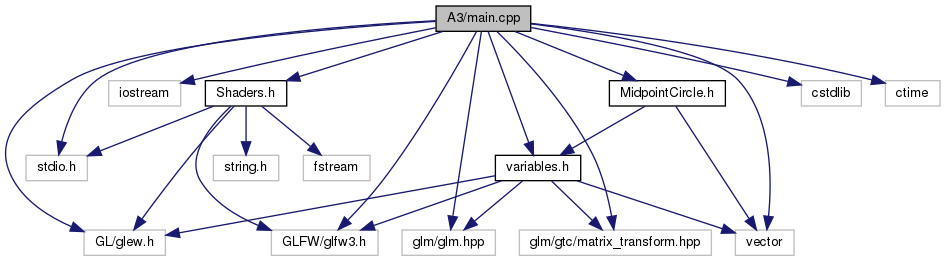 A3/main.cpp
iostream
Shaders.h
MidpointCircle.h
cstdlib
ctime
stdio.h
string.h
fstream
variables.h
GL/glew.h
GLFW/glfw3.h
glm/glm.hpp
glm/gtc/matrix_transform.hpp
vector